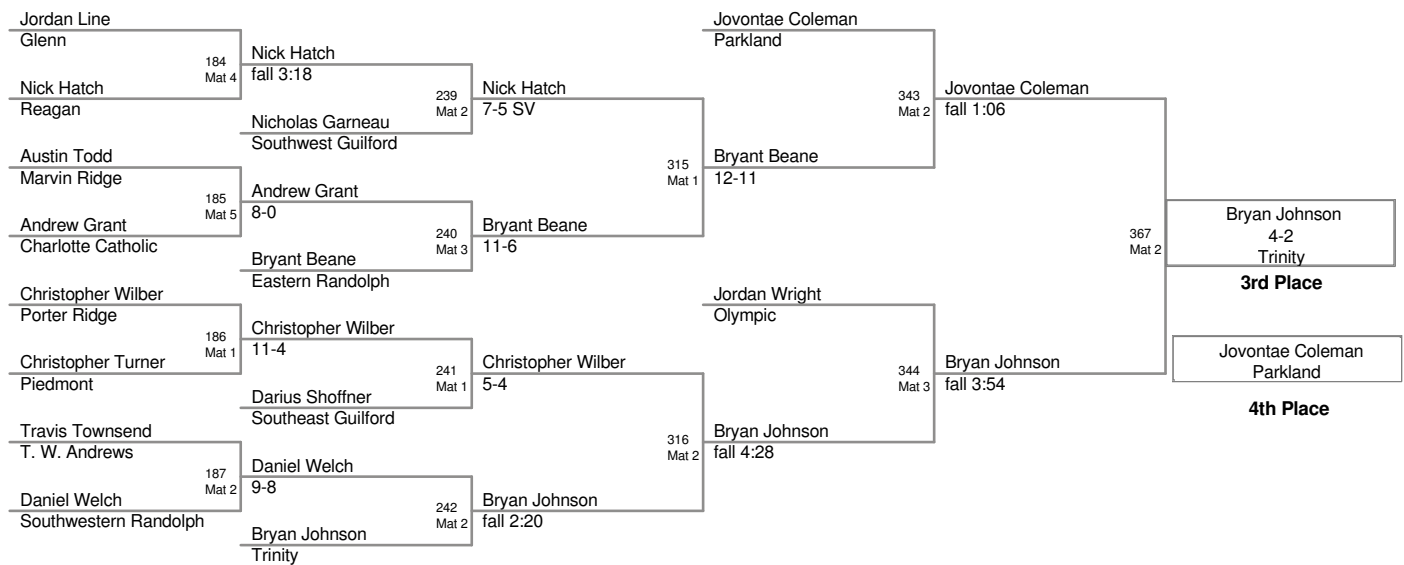 Jordan Line
Glenn
184
Mat 4
Nick Hatch
Reagan
Austin Todd
Marvin Ridge
185
Mat 5
Andrew Grant
Charlotte Catholic
Christopher Wilber
Porter Ridge
186
Mat 1
Christopher Turner
Piedmont
Travis Townsend
T. W. Andrews
187
Mat 2
Daniel Welch
Southwestern Randolph
Nick Hatch
fall 3:18
239
Mat 2
Nicholas Garneau
Southwest Guilford
Andrew Grant
8-0
240
Mat 3
Bryant Beane
Eastern Randolph
Christopher Wilber
11-4
241
Mat 1
Darius Shoffner
Southeast Guilford
Daniel Welch
9-8
242
Mat 2
Bryan Johnson
Trinity
Nick Hatch
7-5 SV
315
Mat 1
Bryant Beane
11-6
Christopher Wilber
5-4
316
Mat 2
Bryan Johnson
fall 2:20
Jovontae Coleman
Parkland
343
Mat 2
Bryant Beane
12-11
Jordan Wright
Olympic
344
Mat 3
Bryan Johnson
fall 4:28
Jovontae Coleman
fall 1:06
367
Mat 2
Bryan Johnson
fall 3:54
Bryan Johnson
4-2
Trinity
3rd Place
Jovontae Coleman
Parkland
4th Place